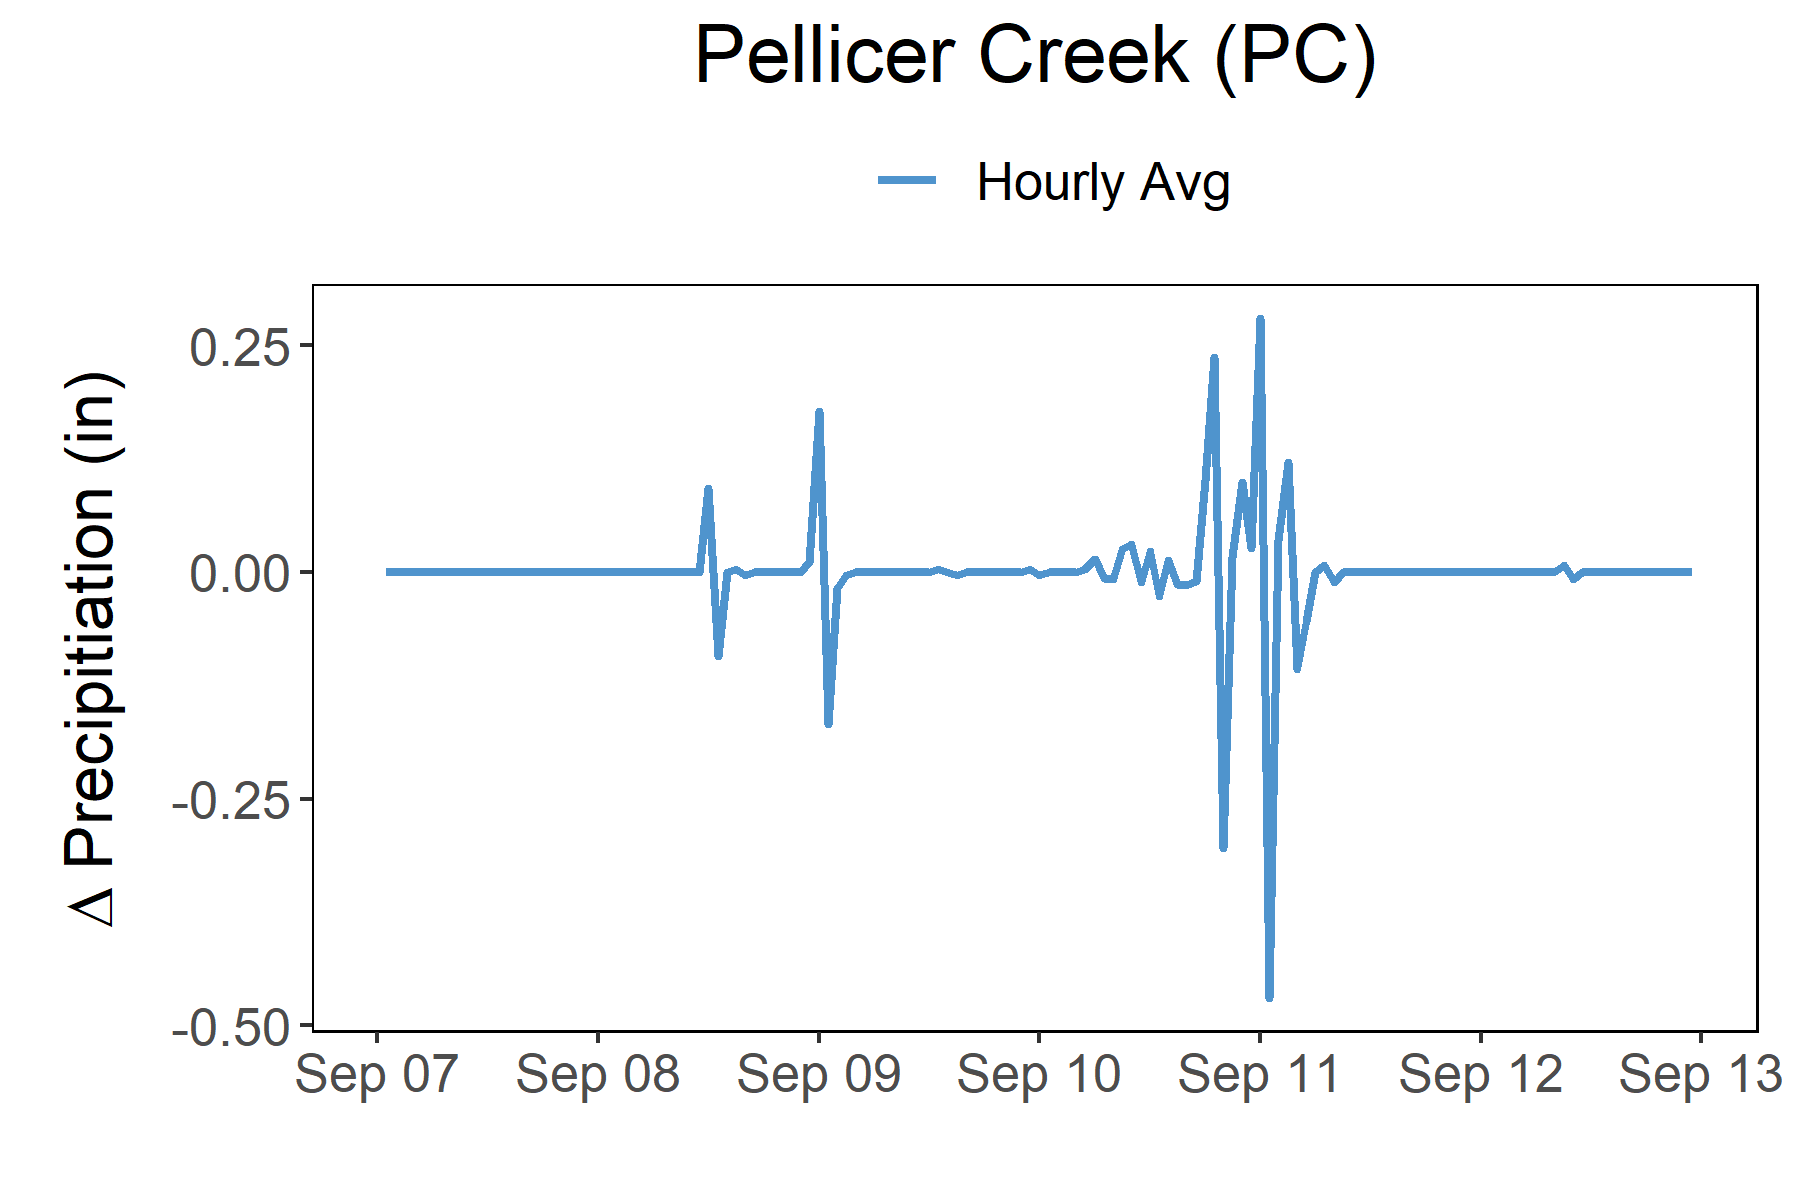 Pellicer Creek (PC)
Hourly Avg
Δ Precipitiation (in)
0.25
0.00
-0.25
-0.50
Sep 07 Sep 08 Sep 09 Sep 10 Sep 11 Sep 12 Sep 13